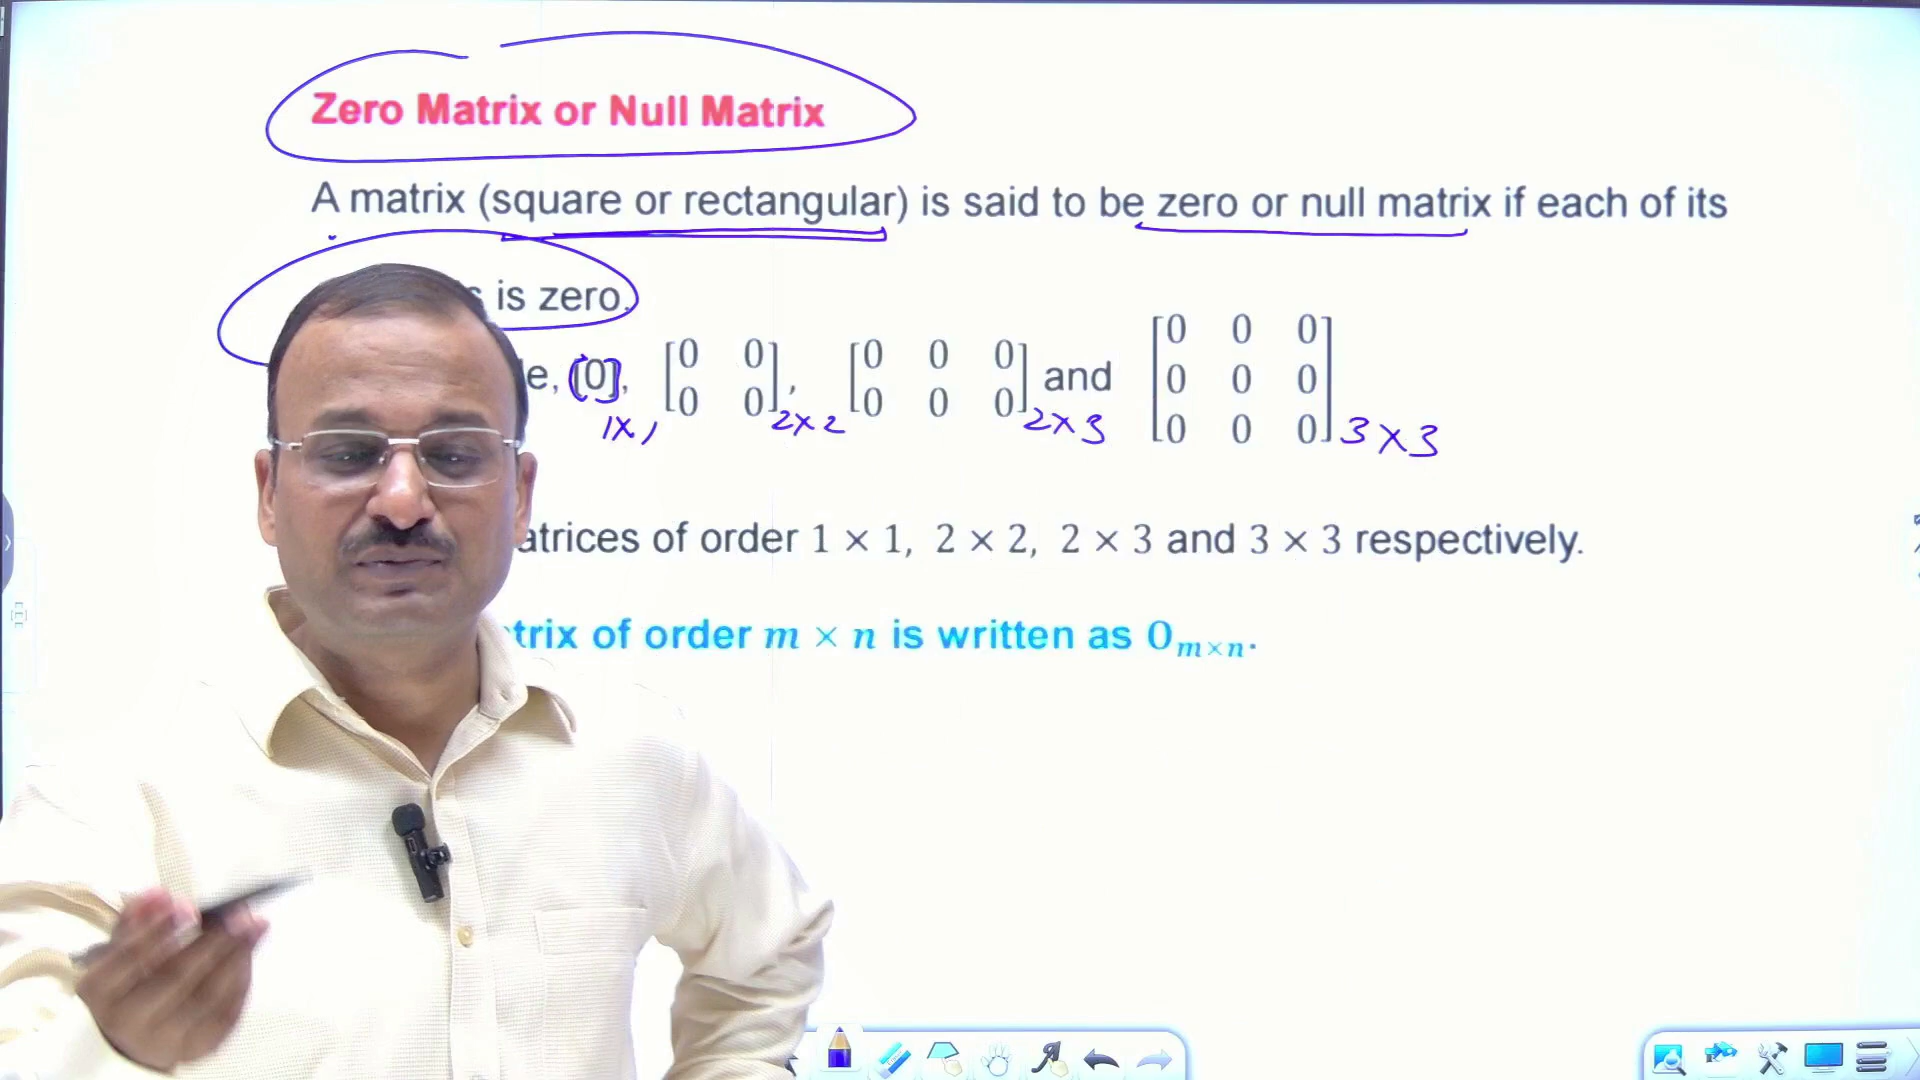 Zero Matrix or Null Matrix
A matrix (square or rectangular) is said to be zero or null matrix if each of its
is zero.
[0], [0 0 0 0], [0 0 0 0 0 0] and [0 0 0 0 0 0 0 0 0]
1×1 2×2 2×3 3×3
of order 1 × 1, 2 × 2, 2 × 3 and 3 × 3 respectively.
of order m × n is written as O m×n.